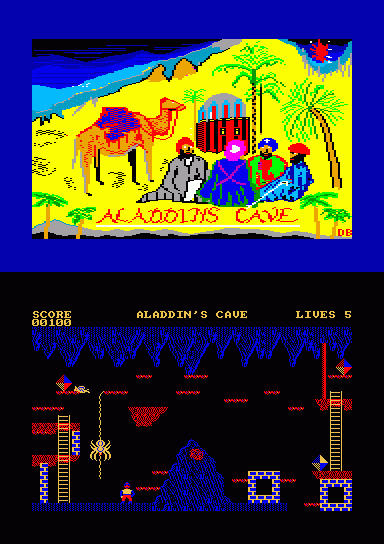 ALADDIN'S CAVE
DB
SCORE ALADDIN'S CAVE LIVES 5
00100